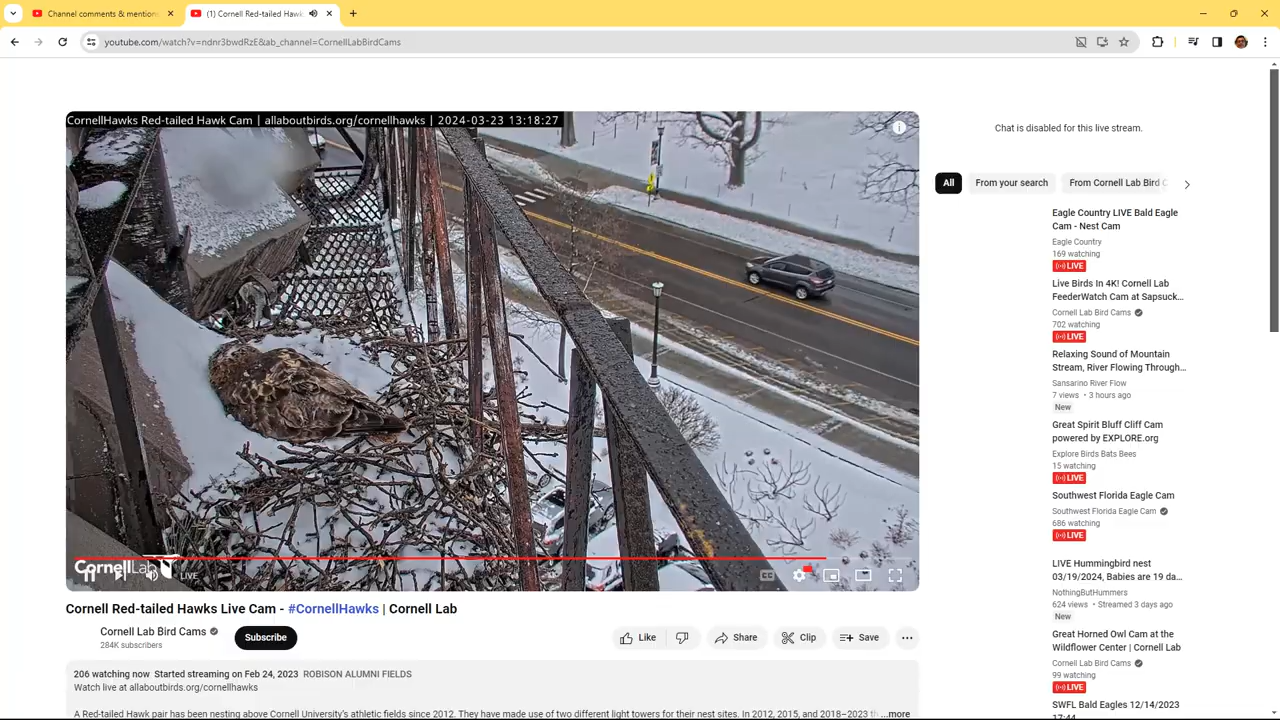 Channel comments & mention
(1) Cornell Red-tailed Hawk
youtube.com/watch?v=ndnr3bwdRzE&ab_channel=CornellLabBirdCams
CornellHawks Red-tailed Hawk Cam | allaboutbirds.org/cornellhawks | 2024-03-23 13:18:27
CornellLab
LIVE
CC
Cornell Red-tailed Hawks Live Cam - #CornellHawks | Cornell Lab
Cornell Lab Bird Cams
284K subscribers
Subscribe
Like
Share
Clip
Save
206 watching now Started streaming on Feb 24, 2023 ROBISON ALUMNI FIELDS
Watch live at allaboutbirds.org/cornellhawks
A Red-tailed Hawk pair has been nesting above Cornell University's athletic fields since 2012. They have made use of two different light towers for their nest sites. In 2012, 2015, and 2018–2023 th ...more
Chat is disabled for this live stream.
All
From your search
From Cornell Lab Bird C
Eagle Country LIVE Bald Eagle
Cam - Nest Cam
Eagle Country
169 watching
LIVE
Live Birds In 4K! Cornell Lab
FeederWatch Cam at Sapsuck...
Cornell Lab Bird Cams
702 watching
LIVE
Relaxing Sound of Mountain
Stream, River Flowing Through...
Sansarino River Flow
7 views • 3 hours ago
New
Great Spirit Bluff Cliff Cam
powered by EXPLORE.org
Explore Birds Bats Bees
15 watching
LIVE
Southwest Florida Eagle Cam
Southwest Florida Eagle Cam
686 watching
LIVE
LIVE Hummingbird nest
03/19/2024, Babies are 19 da...
NothingButHummers
624 views • Streamed 3 days ago
New
Great Horned Owl Cam at the
Wildflower Center | Cornell Lab
Cornell Lab Bird Cams
99 watching
LIVE
SWFL Bald Eagles 12/14/2023
17:44